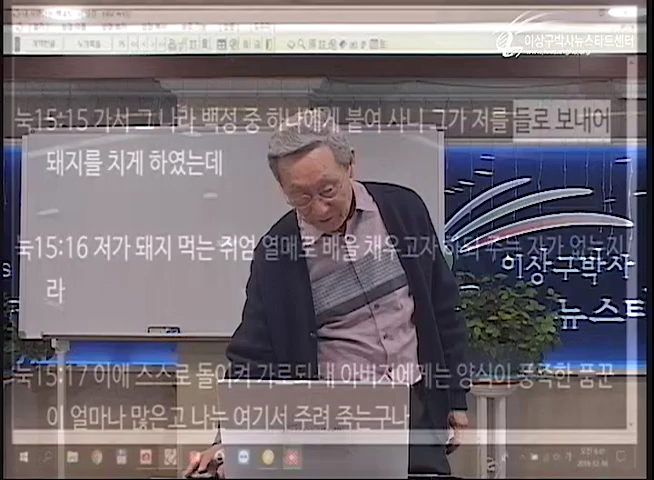 이상구박사뉴스타트센터
눅15:15 가서 그 나라 백성 중 하나에게 붙여 사니 그가 저를 들로 보내어
돼지를 치게 하였는데
눅15:16 저가 돼지 먹는 쥐엄 열매로 배를 채우고자 하되 주는 자가 없는지
라
이상구박사
뉴스타
눅15:17 이에 스스로 돌이켜 가로되 내 아버지에게는 양식이 풍족한 품꾼
이 얼마나 많은고 나는 여기서 주려 죽는구나